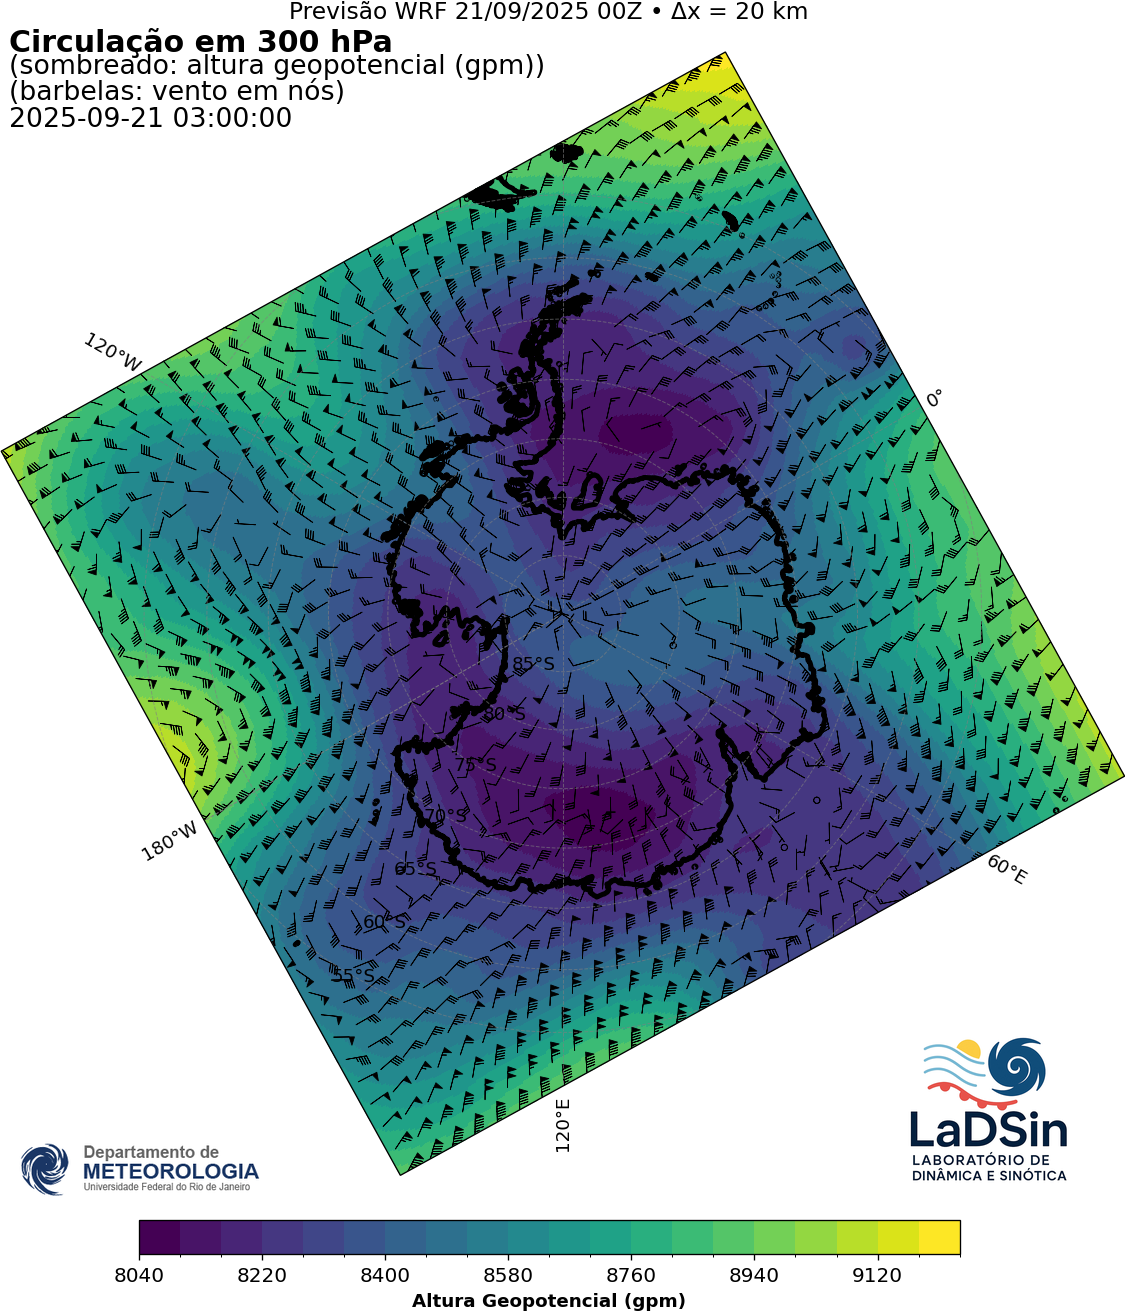 Previsão WRF 21/09/2025 00Z • Δx = 20 km
Circulação em 300 hPa
(sombreado: altura geopotencial (gpm))
(barbelas: vento em nós)
2025-09-21 03:00:00
120°W
0°
85°S
80°S
75°S
70°S
180°W
65°S
60°E
60°S
55°S
120°E
LaDSin
LABORATÓRIO DE
DINÂMICA E SINÓTICA
Departamento de
METEOROLOGIA
Universidade Federal do Rio de Janeiro
8040 8220 8400 8580 8760 8940 9120
Altura Geopotencial (gpm)